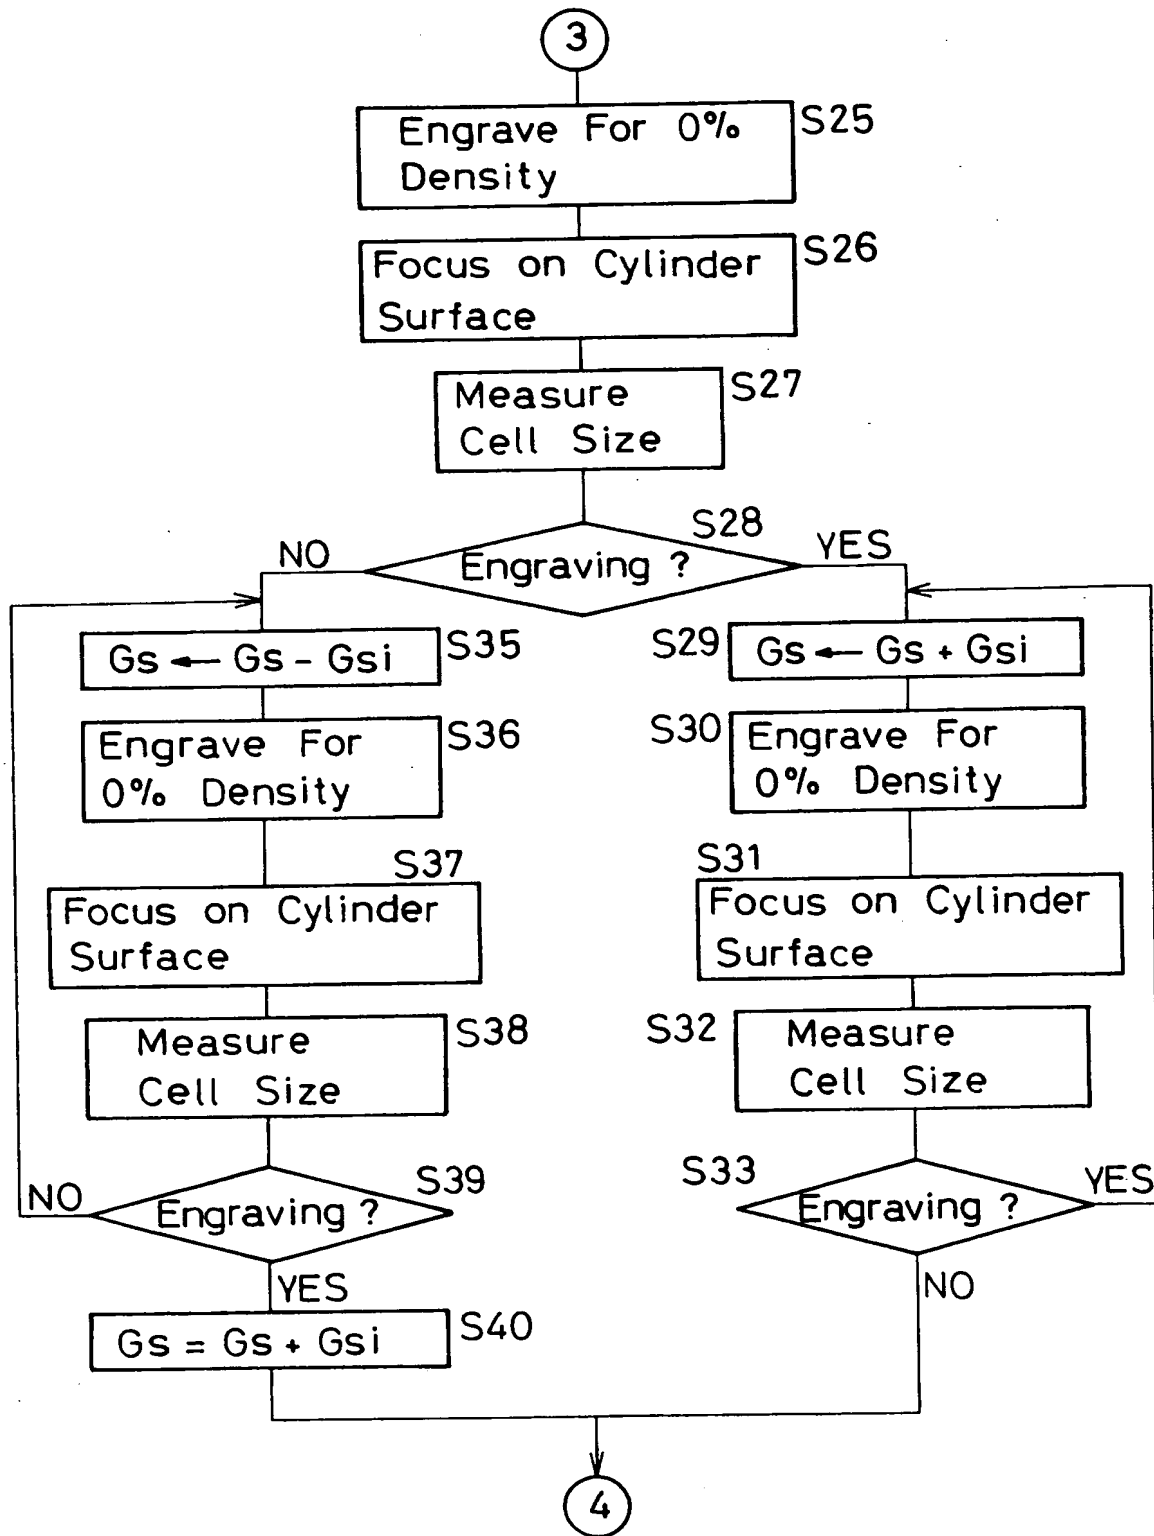 3
Engrave For 0%
Density
S25
Focus on Cylinder
Surface
S26
Measure
Cell Size
S27
S28
Engraving ?
NO
YES
Gs ← Gs - Gsi
S35
Engrave For
0% Density
S36
S37
Focus on Cylinder
Surface
Measure
Cell Size
S38
S39
Engraving ?
NO
YES
Gs = Gs + Gsi
S40
S29
Gs ← Gs + Gsi
S30
Engrave For
0% Density
S31
Focus on Cylinder
Surface
S32
Measure
Cell Size
S33
Engraving ?
YES
NO
4